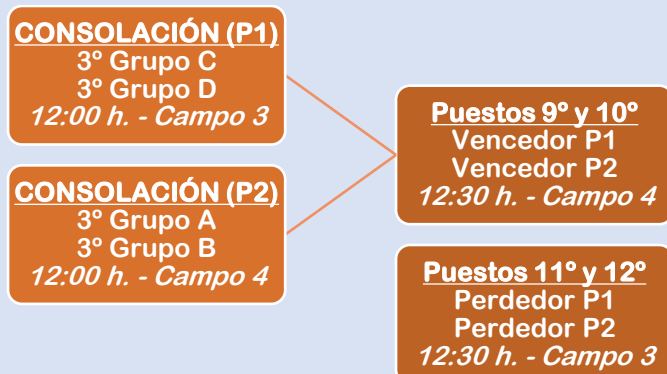 CONSOLACIÓN (P1)
3º Grupo C
3º Grupo D
12:00 h. - Campo 3
CONSOLACIÓN (P2)
3º Grupo A
3º Grupo B
12:00 h. - Campo 4
Puestos 9º y 10º
Vencedor P1
Vencedor P2
12:30 h. - Campo 4
Puestos 11º y 12º
Perdedor P1
Perdedor P2
12:30 h. - Campo 3